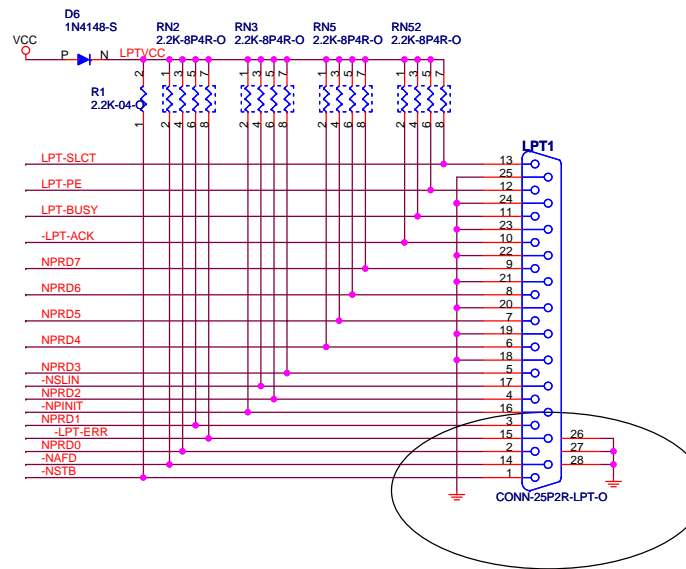 D6
1N4148-S
RN2
2.2K-8P4R-O
RN3
2.2K-8P4R-O
RN5
2.2K-8P4R-O
RN52
2.2K-8P4R-O
VCC
P
N
LPTVCC
2
1
3
5
7
1
3
5
7
1
3
5
7
1
3
5
7
R1
2.2K-04-O
1
2
4
6
8
2
4
6
8
2
4
6
8
2
4
6
8
LPT1
LPT-SLCT
13
25
LPT-PE
12
24
LPT-BUSY
11
23
-LPT-ACK
10
22
NPRD7
9
21
NPRD6
8
20
NPRD5
7
19
NPRD4
6
18
NPRD3
5
-NSLIN
17
NPRD2
4
-NPINIT
16
NPRD1
3
-LPT-ERR
15
26
NPRD0
2
27
-NAFD
14
28
-NSTB
1
CONN-25P2R-LPT-O